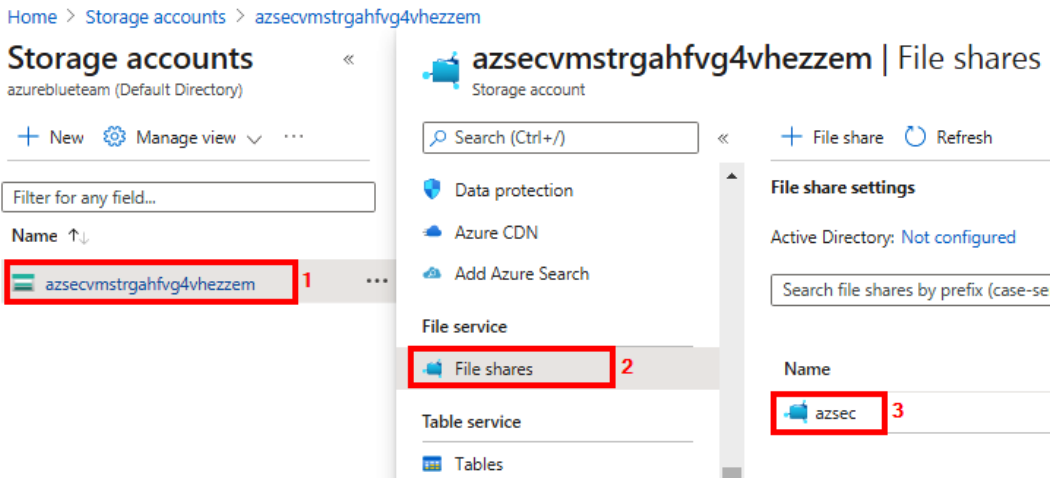 Home > Storage accounts > azsecvmstrgahfvg4vhezzem
Storage accounts «
azureblueteam (Default Directory)
+ New Manage view ...
Filter for any field...
Name ↑↓
azsecvmstrgahfvg4vhezzem ... 1
azsecvmstrgahfvg4vhezzem | File shares
Storage account
Search (Ctrl+/) «
Data protection
Azure CDN
Add Azure Search
File service
File shares 2
Table service
Tables
+ File share Refresh
File share settings
Active Directory: Not configured
Search file shares by prefix (case-se
Name
azsec 3